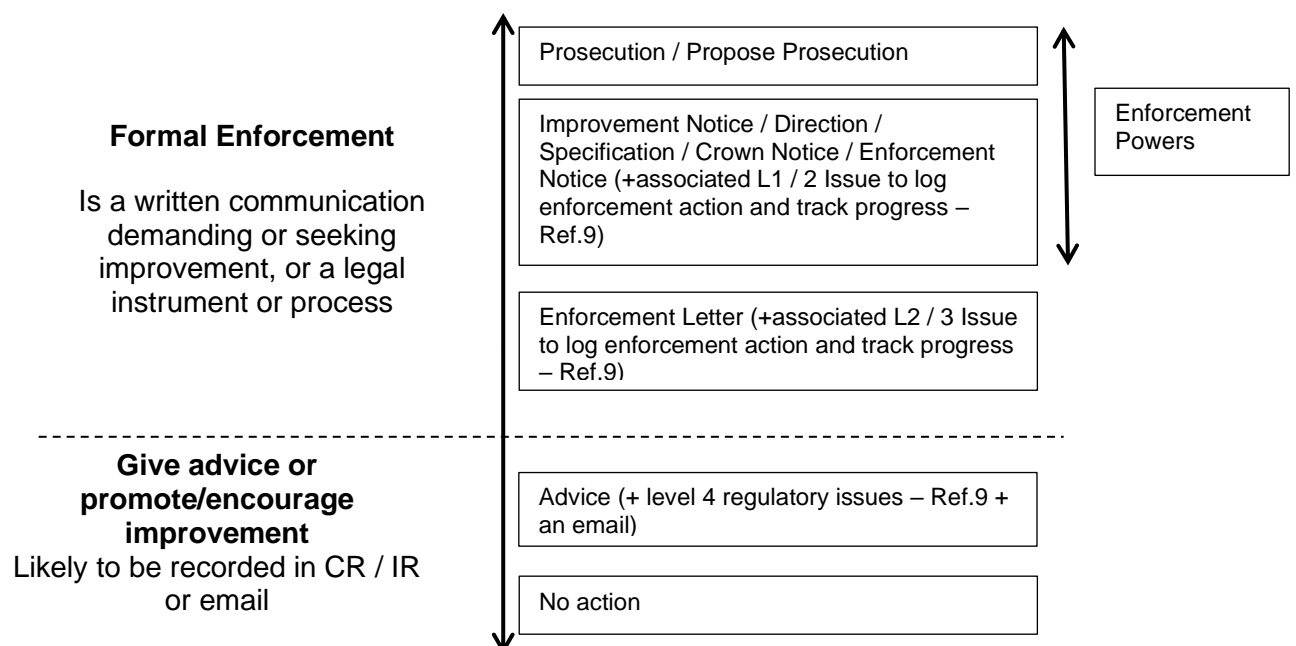 Prosecution / Propose Prosecution
Enforcement
Powers
Formal Enforcement
Is a written communication
demanding or seeking
improvement, or a legal
instrument or process
Improvement Notice / Direction /
Specification / Crown Notice / Enforcement
Notice (+associated L1 / 2 Issue to log
enforcement action and track progress –
Ref.9)
Enforcement Letter (+associated L2 / 3 Issue
to log enforcement action and track progress
– Ref.9)
Give advice or
promote/encourage
improvement
Likely to be recorded in CR / IR
or email
Advice (+ level 4 regulatory issues – Ref.9 +
an email)
No action